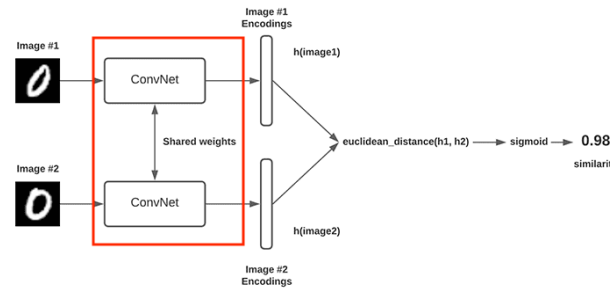 Image #1
Encodings
Image #1
h(image1)
ConvNet
Shared weights
euclidean_distance(h1, h2)
sigmoid
0.98
similarit
Image #2
ConvNet
h(image2)
Image #2
Encodings